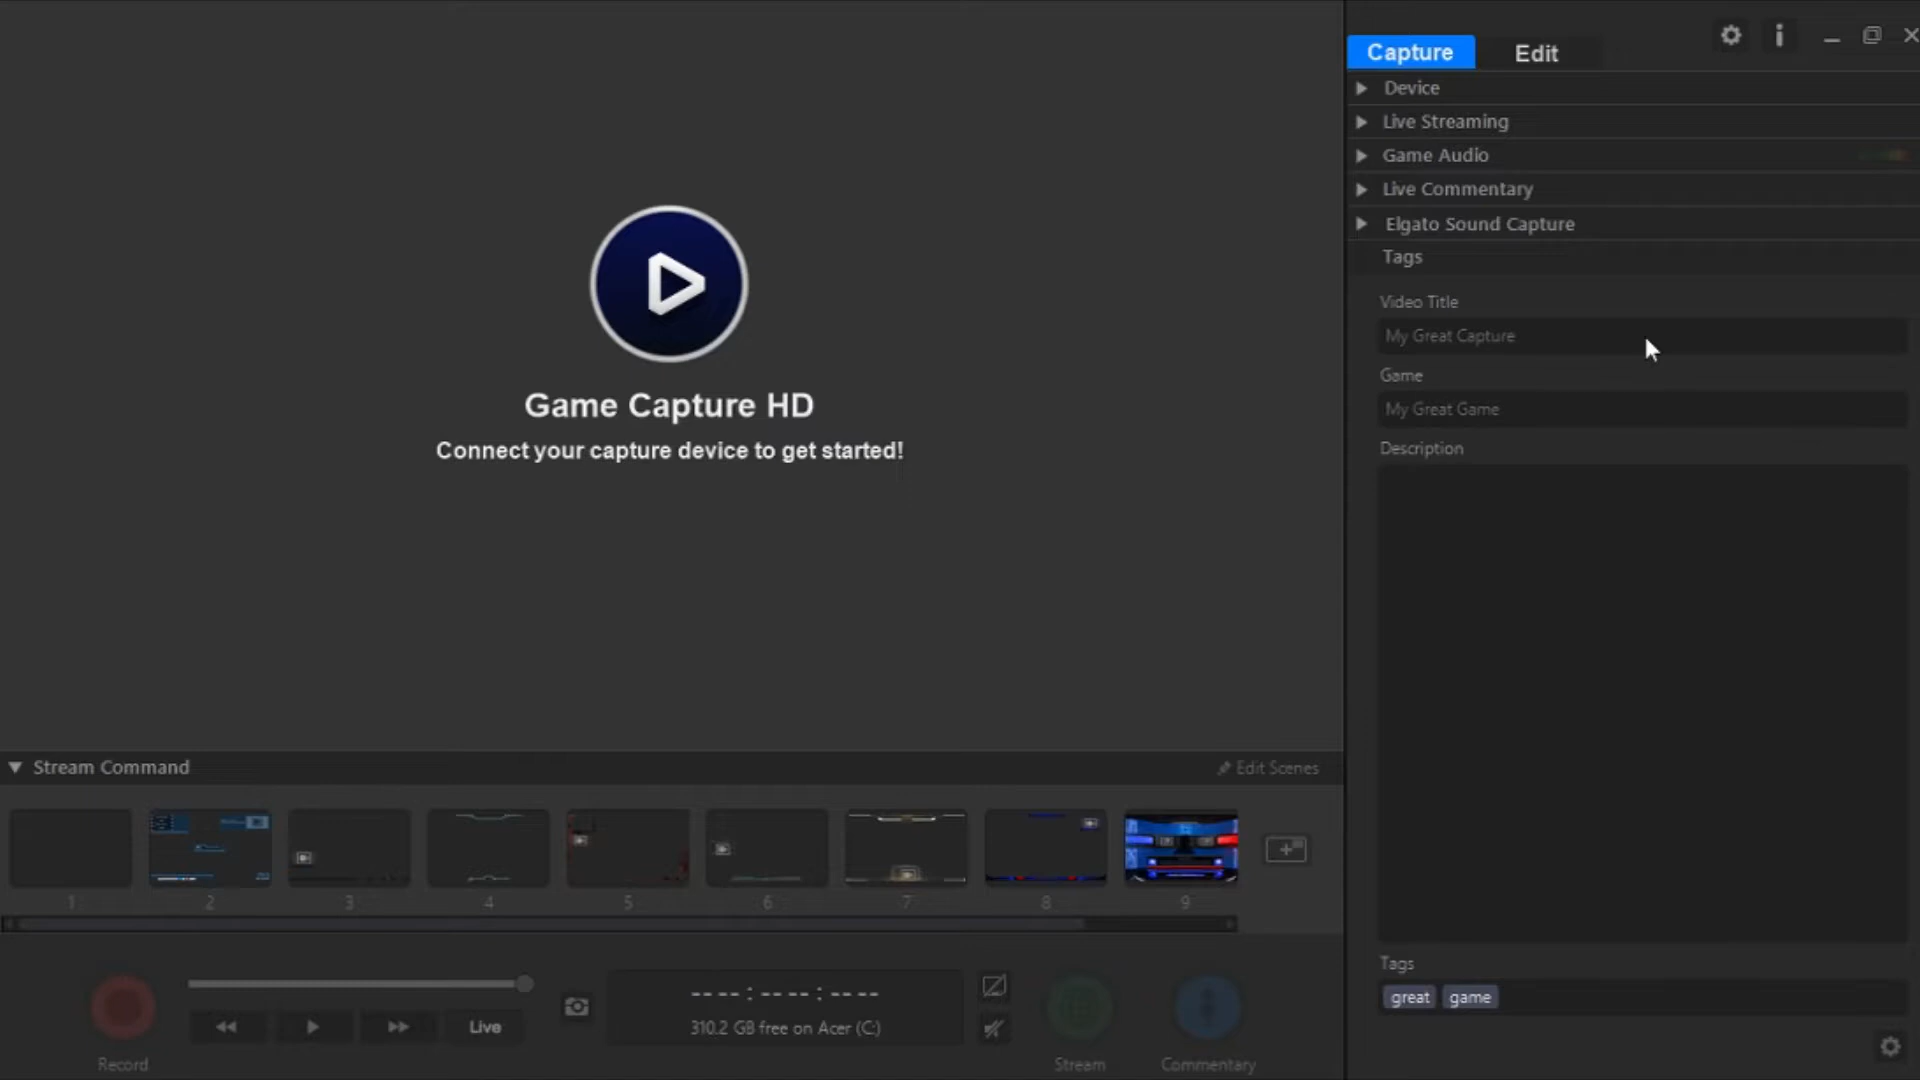 Capture
Edit
Device
Live Streaming
Game Audio
Live Commentary
Elgato Sound Capture
Tags
Video Title
My Great Capture
Game
My Great Game
Description
Tags
great game
Game Capture HD
Connect your capture device to get started!
Stream Command
Edit Scenes
1 2 3 4 5 6 7 8 9
Live
-- -- : -- -- : -- --
310.2 GB free on Acer (C:)
Record
Stream
Commentary